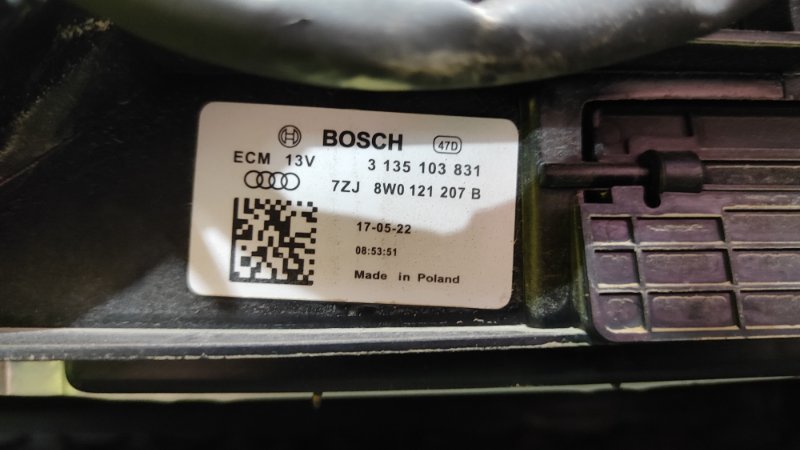 BOSCH 47D
ECM 13V 3 135 103 831
7ZJ 8W0 121 207 B
17-05-22
08:53:51
Made in Poland